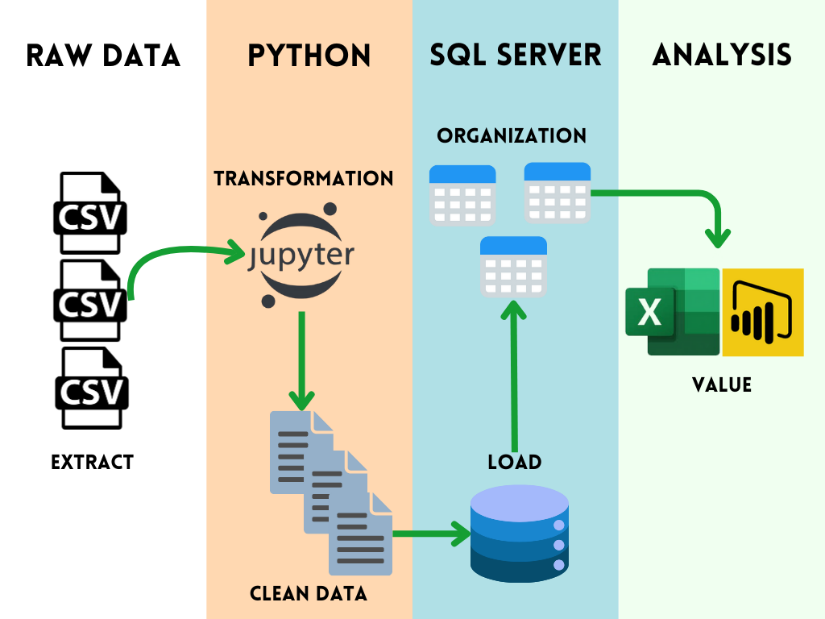 RAW DATA
PYTHON
SQL SERVER
ANALYSIS
ORGANIZATION
TRANSFORMATION
CSV
jupyter
CSV
X
CSV
VALUE
EXTRACT
LOAD
CLEAN DATA